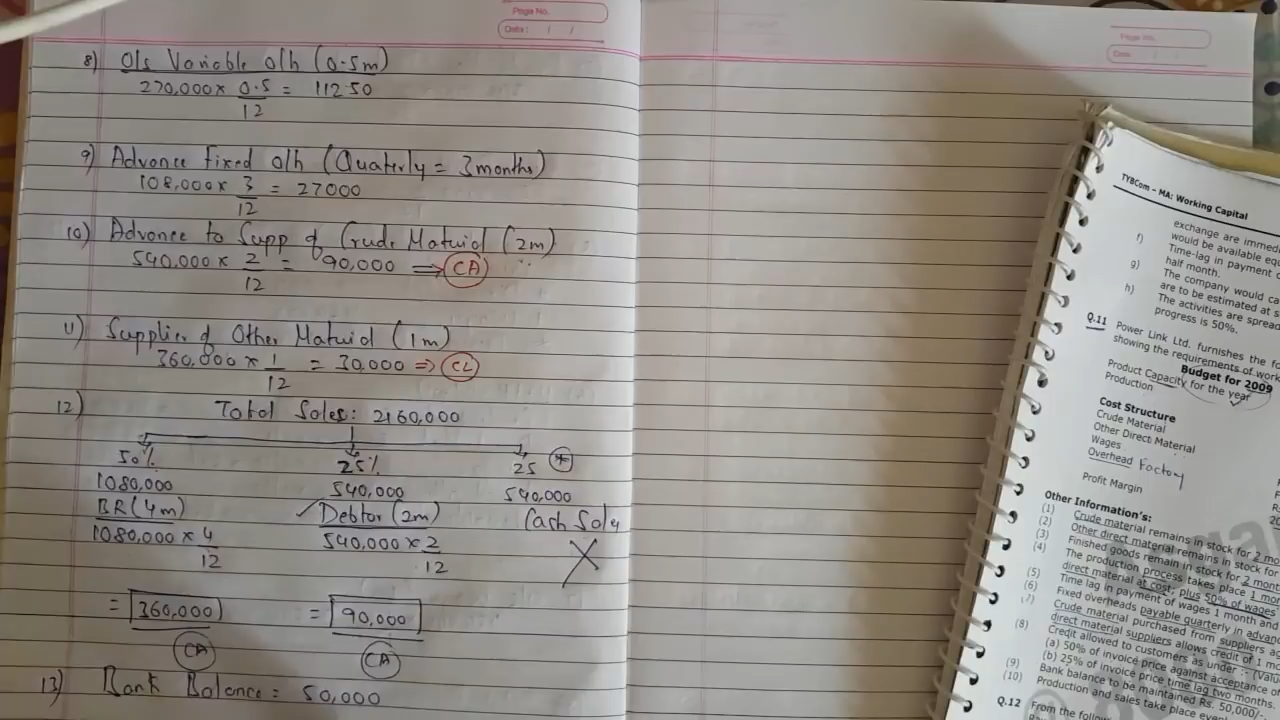 Page No.
Date: / /
8) O/s Variable o/h (0.5m)
270,000 x 0.5 = 11250
12
9) Advance Fixed o/h (Quaterly = 3 months)
108,000 x 3 = 27000
12
10) Advance to Supp of Crude Material (2m)
540,000 x 2 = 90,000 ⇒ CA
12
11) Supplier of Other Material (1m)
360,000 x 1 = 30,000 ⇒ CL
12
12) Total Sales: 2160,000
50% 25% 25 *
1080,000 540,000 540,000
BR (4m) ✓ Debtor (2m) Cash Sales
1080,000 x 4 540,000 x 2 X
12 12
= 360,000 = 90,000
CA CA
13) Bank Balance = 50,000
Page No.
Date / /
TYBCom – MA: Working Capital
exchange are immed
f) would be available equ
Time-lag in payment
g) half month.
The company would ca
h) are to be estimated at s
The activities are sprea
progress is 50%.
Q.11 Power Link Ltd. furnishes the fo
showing the requirements of work
Budget for 2009
Product Capacity for the year
Production
Cost Structure
Crude Material
Other Direct Material
Wages
Overhead Factory
Profit Margin
Other Information's:
(1) Crude material remains in stock for 2 mo
(2) Other direct material remains in stock for
(3) Finished goods remain in stock for 2 mon
(4) The production process takes place 1 mon
direct material at cost; plus 50% of wages
(5) Time lag in payment of wages 1 month and
(6) Fixed overheads payable quarterly in advan
(7) Crude material purchased from suppliers ag
direct material suppliers allows credit of 1 m
(8) Credit allowed to customers as under :- (Valu
(a) 50% of invoice price against acceptance o
(b) 25% of invoice price time lag two months.
(9) Bank balance to be maintained Rs. 50,000/-
(10) Production and sales take place even
Q.12 From the follow